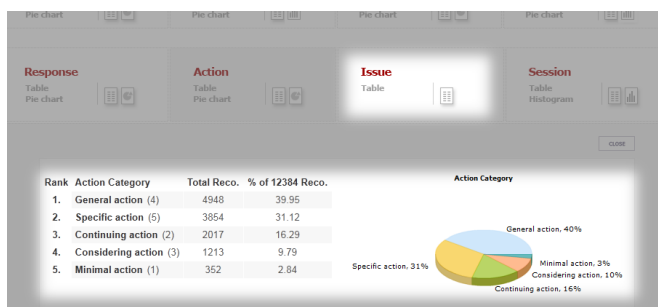 Pie chart
Pie chart
Pie chart
Pie chart
Response
Table
Pie chart
Action
Table
Pie chart
Issue
Table
Session
Table
Histogram
CLOSE
Rank Action Category Total Reco. % of 12384 Reco.
1. General action (4) 4948 39.95
2. Specific action (5) 3854 31.12
3. Continuing action (2) 2017 16.29
4. Considering action (3) 1213 9.79
5. Minimal action (1) 352 2.84
Action Category
General action, 40%
Minimal action, 3%
Specific action, 31%
Considering action, 10%
Continuing action, 16%